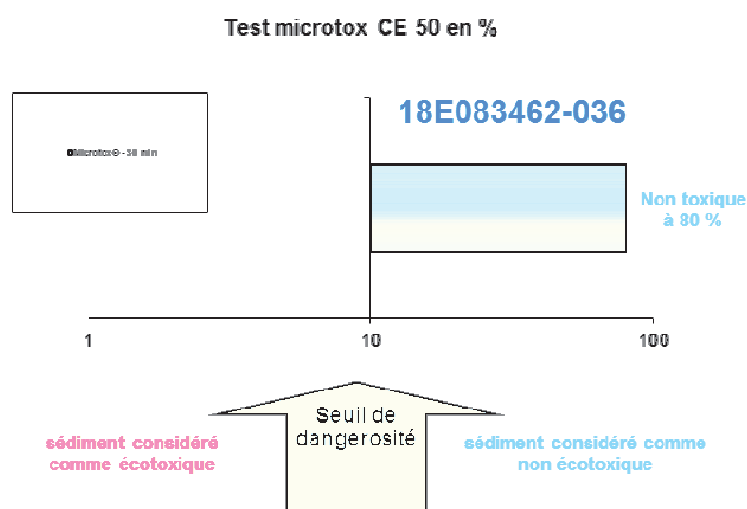 Test microtox CE 50 en %
18E083462-036
Microtox® - 30 min
Non toxique
à 80 %
1
10
100
Seuil de
dangerosité
sédiment considéré
comme écotoxique
sédiment considéré comme
non écotoxique